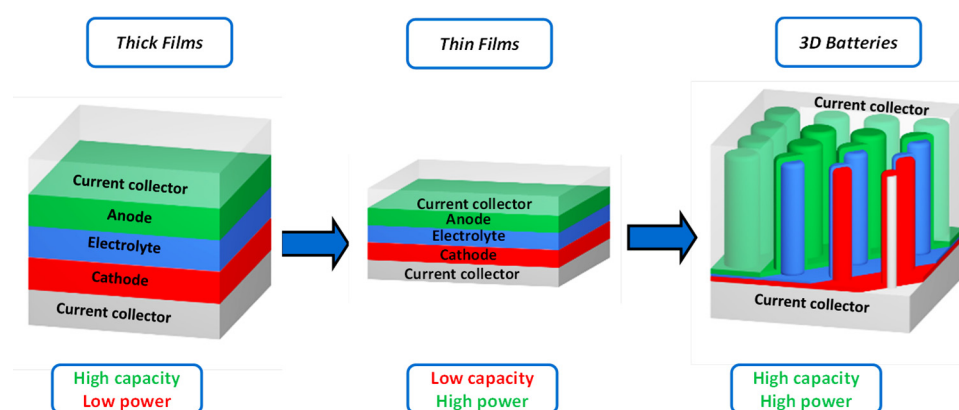 Thick Films
Thin Films
3D Batteries
Current collector
Anode
Electrolyte
Cathode
Current collector
Current collector
Anode
Electrolyte
Cathode
Current collector
Current collector
Current collector
High capacity
Low power
Low capacity
High power
High capacity
High power